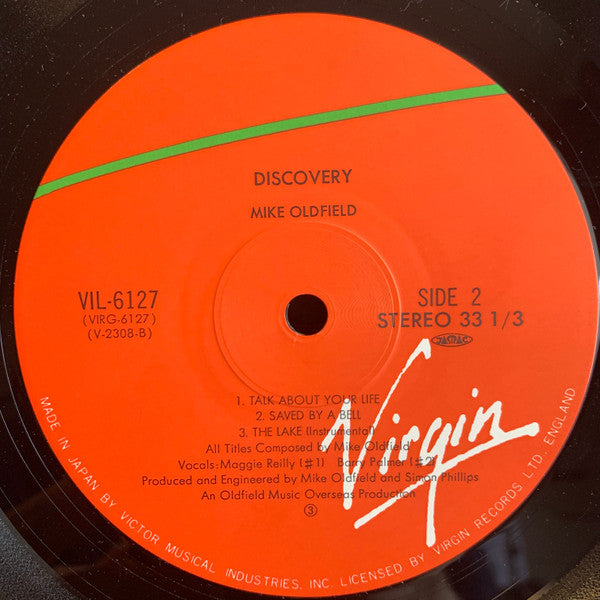 DISCOVERY
MIKE OLDFIELD
VIL-6127
(VIRG-6127)
(V-2308-B)
SIDE 2
STEREO 33 1/3
JASRAC
1. TALK ABOUT YOUR LIFE
2. SAVED BY A BELL
3. THE LAKE (Instrumental)
All Titles Composed by Mike Oldfield
Vocals: Maggie Reilly (#1) Barry Palmer (#2)
Produced and Engineered by Mike Oldfield and Simon Phillips
An Oldfield Music Overseas Production
③
Virgin
MADE IN JAPAN BY VICTOR MUSICAL INDUSTRIES, INC. LICENSED BY VIRGIN RECORDS LTD., ENGLAND